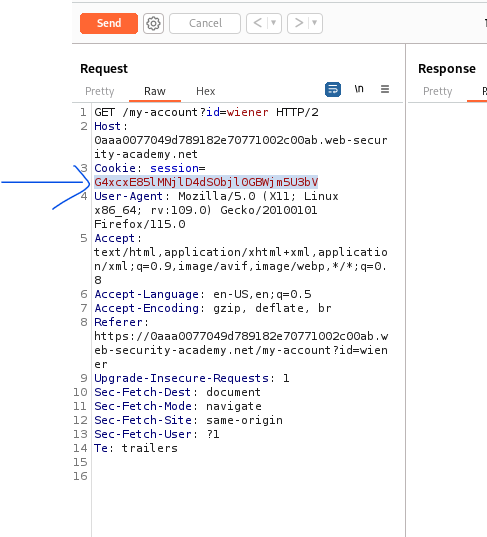 Send Cancel < >
Request Response
Pretty Raw Hex \n Pretty
1 GET /my-account?id=wiener HTTP/2
2 Host:
0aaa0077049d789182e70771002c00ab.web-secur
ity-academy.net
3 Cookie: session=
G4xcxE85lMNjlD4dSObjl0GBWjm5U3bV
4 User-Agent: Mozilla/5.0 (X11; Linux
x86_64; rv:109.0) Gecko/20100101
Firefox/115.0
5 Accept:
text/html,application/xhtml+xml,applicatio
n/xml;q=0.9,image/avif,image/webp,*/*;q=0.
8
6 Accept-Language: en-US,en;q=0.5
7 Accept-Encoding: gzip, deflate, br
8 Referer:
https://0aaa0077049d789182e70771002c00ab.w
eb-security-academy.net/my-account?id=wien
er
9 Upgrade-Insecure-Requests: 1
10 Sec-Fetch-Dest: document
11 Sec-Fetch-Mode: navigate
12 Sec-Fetch-Site: same-origin
13 Sec-Fetch-User: ?1
14 Te: trailers
15
16